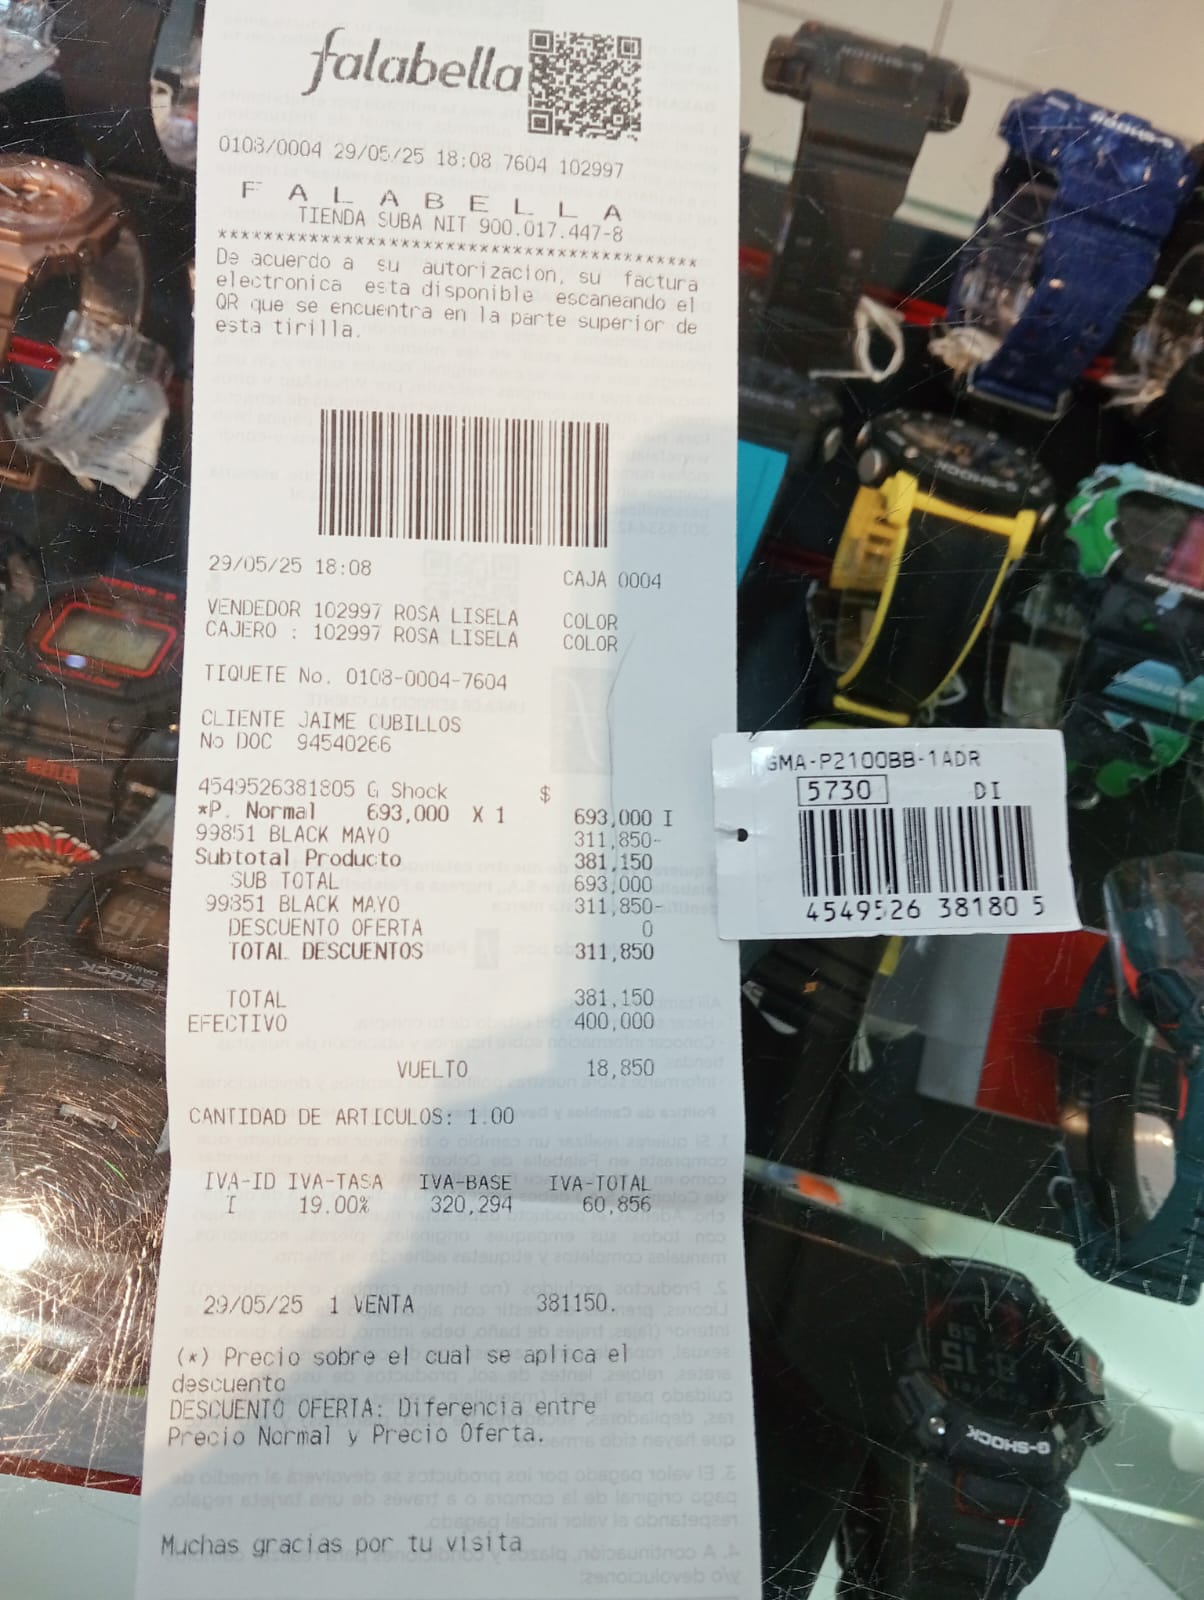 falabella
0108/0004 29/05/25 18:08 7604 102997
F A L A B E L L A
TIENDA SUBA NIT 900.017.447-8
*****************************************
De acuerdo a su autorizacion, su factura
electronica esta disponible escaneando el
QR que se encuentra en la parte superior de
esta tirilla.
29/05/25 18:08 CAJA 0004
VENDEDOR 102997 ROSA LISELA COLOR
CAJERO : 102997 ROSA LISELA COLOR
TIQUETE No. 0108-0004-7604
CLIENTE JAIME CUBILLOS
No DOC 94540266
4549526381805 G Shock $
*P. Normal 693,000 X 1 693,000 I
99851 BLACK MAYO 311,850-
Subtotal Producto 381,150
SUB TOTAL 693,000
99851 BLACK MAYO 311,850-
DESCUENTO OFERTA 0
TOTAL DESCUENTOS 311,850
TOTAL 381,150
EFECTIVO 400,000
VUELTO 18,850
CANTIDAD DE ARTICULOS: 1.00
IVA-ID IVA-TASA IVA-BASE IVA-TOTAL
I 19.00% 320,294 60,856
29/05/25 1 VENTA 381150.
(*) Precio sobre el cual se aplica el
descuento
DESCUENTO OFERTA: Diferencia entre
Precio Normal y Precio Oferta.
Muchas gracias por tu visita
GMA-P2100BB-1ADR
5730 DI
4549526 38180 5
G-SHOCK
G-SHOCK
G-SHOCK